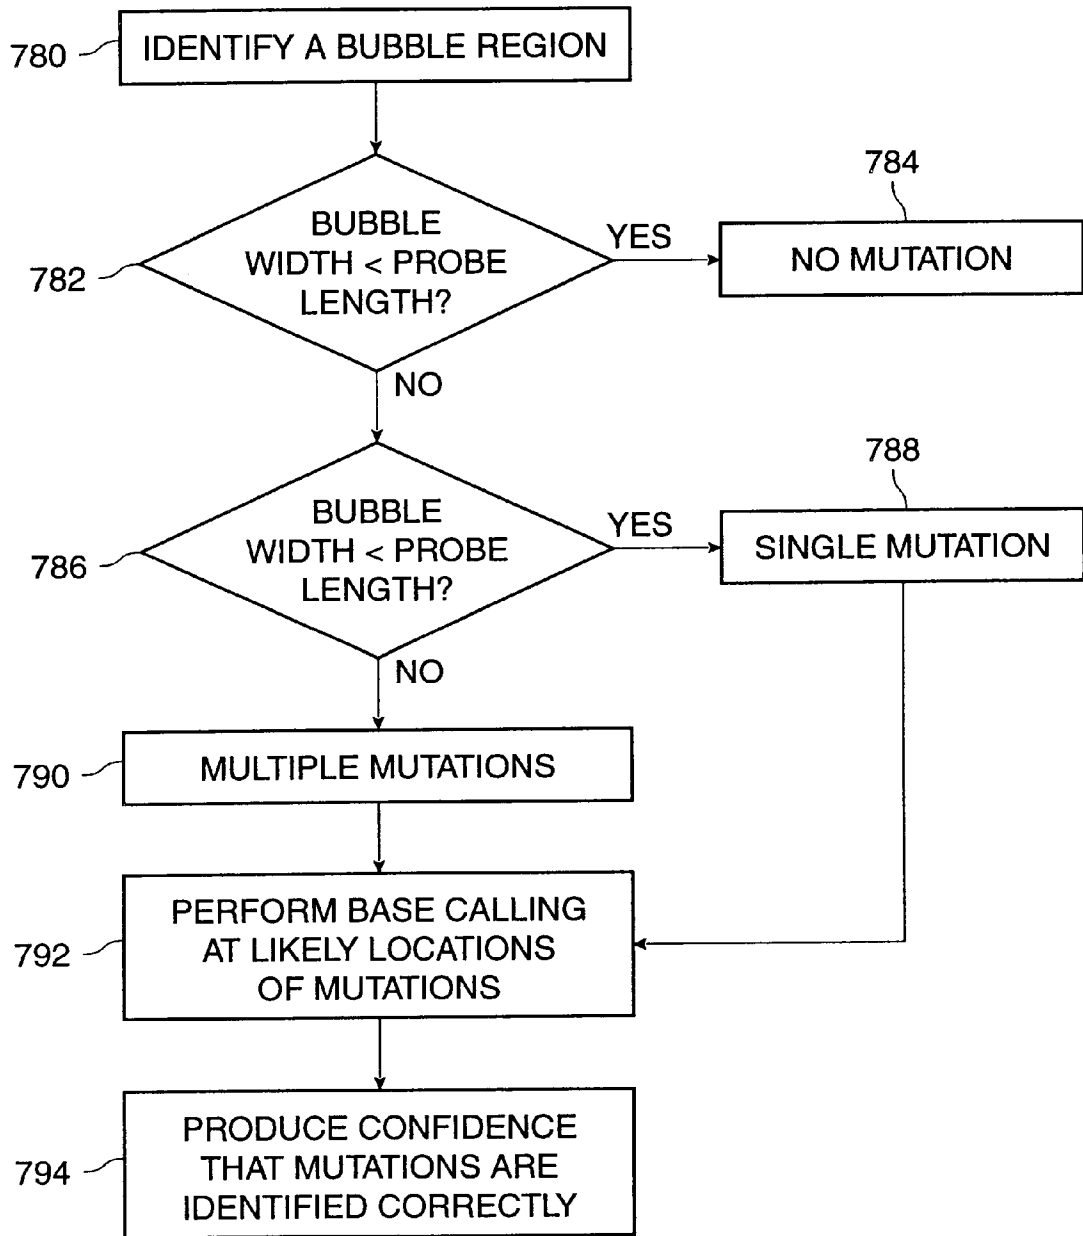 780
IDENTIFY A BUBBLE REGION
784
BUBBLE
WIDTH < PROBE
LENGTH?
782
YES
NO MUTATION
NO
788
BUBBLE
WIDTH < PROBE
LENGTH?
786
YES
SINGLE MUTATION
NO
790
MULTIPLE MUTATIONS
792
PERFORM BASE CALLING
AT LIKELY LOCATIONS
OF MUTATIONS
794
PRODUCE CONFIDENCE
THAT MUTATIONS ARE
IDENTIFIED CORRECTLY